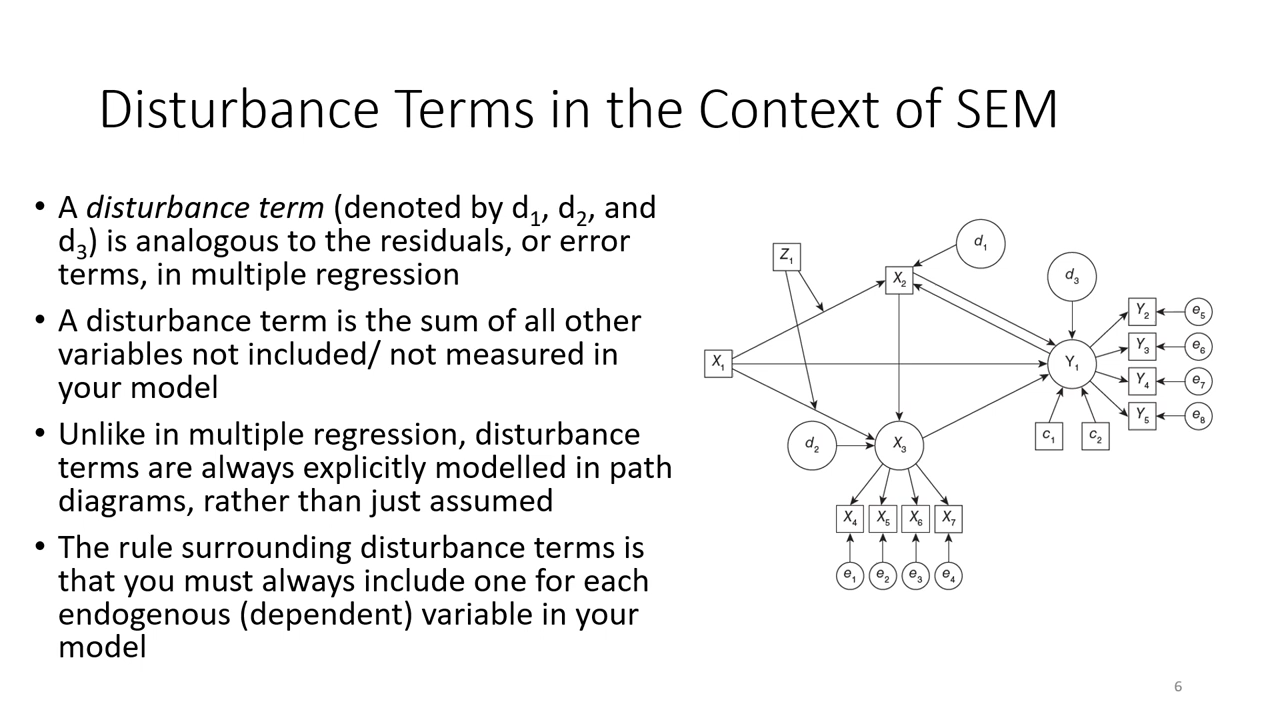 Disturbance Terms in the Context of SEM
• A disturbance term (denoted by d₁, d₂, and
d₃) is analogous to the residuals, or error
terms, in multiple regression
• A disturbance term is the sum of all other
variables not included/ not measured in
your model
• Unlike in multiple regression, disturbance
terms are always explicitly modelled in path
diagrams, rather than just assumed
• The rule surrounding disturbance terms is
that you must always include one for each
endogenous (dependent) variable in your
model
d₁
Z₁
X₂
d₃
Y₂ e₅
Y₃ e₆
X₁
Y₁
Y₄ e₇
Y₅ e₈
c₁ c₂
d₂ X₃
X₄ X₅ X₆ X₇
e₁ e₂ e₃ e₄
6